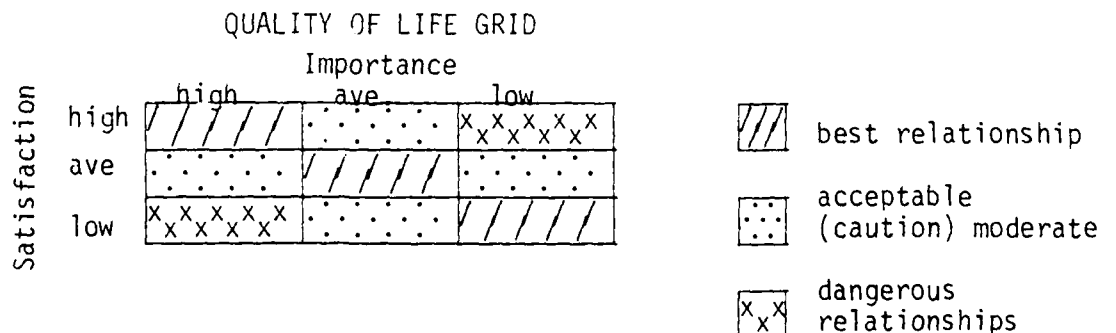 QUALITY OF LIFE GRID
Importance
high ave low
Satisfaction
high
ave
low
best relationship
acceptable
(caution) moderate
dangerous
relationships